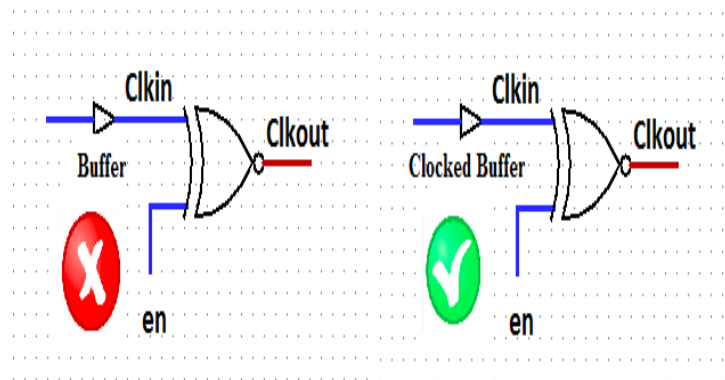 Clkin
Clkout
Buffer
en
Clkin
Clkout
Clocked Buffer
en